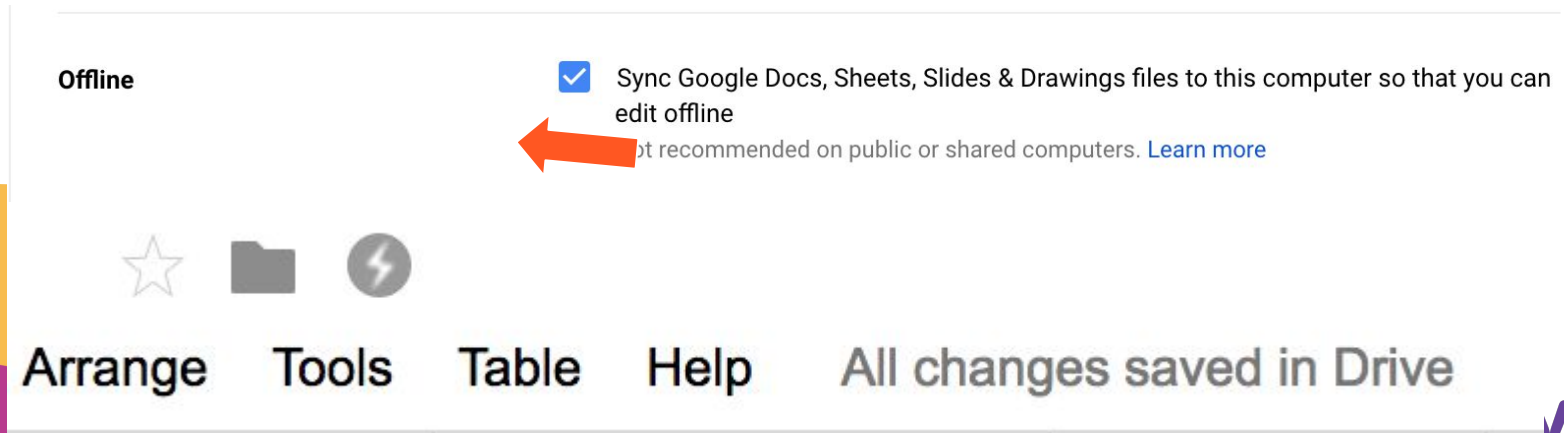 Offline
Sync Google Docs, Sheets, Slides & Drawings files to this computer so that you can
edit offline
recommended on public or shared computers. Learn more
Arrange Tools Table Help All changes saved in Drive